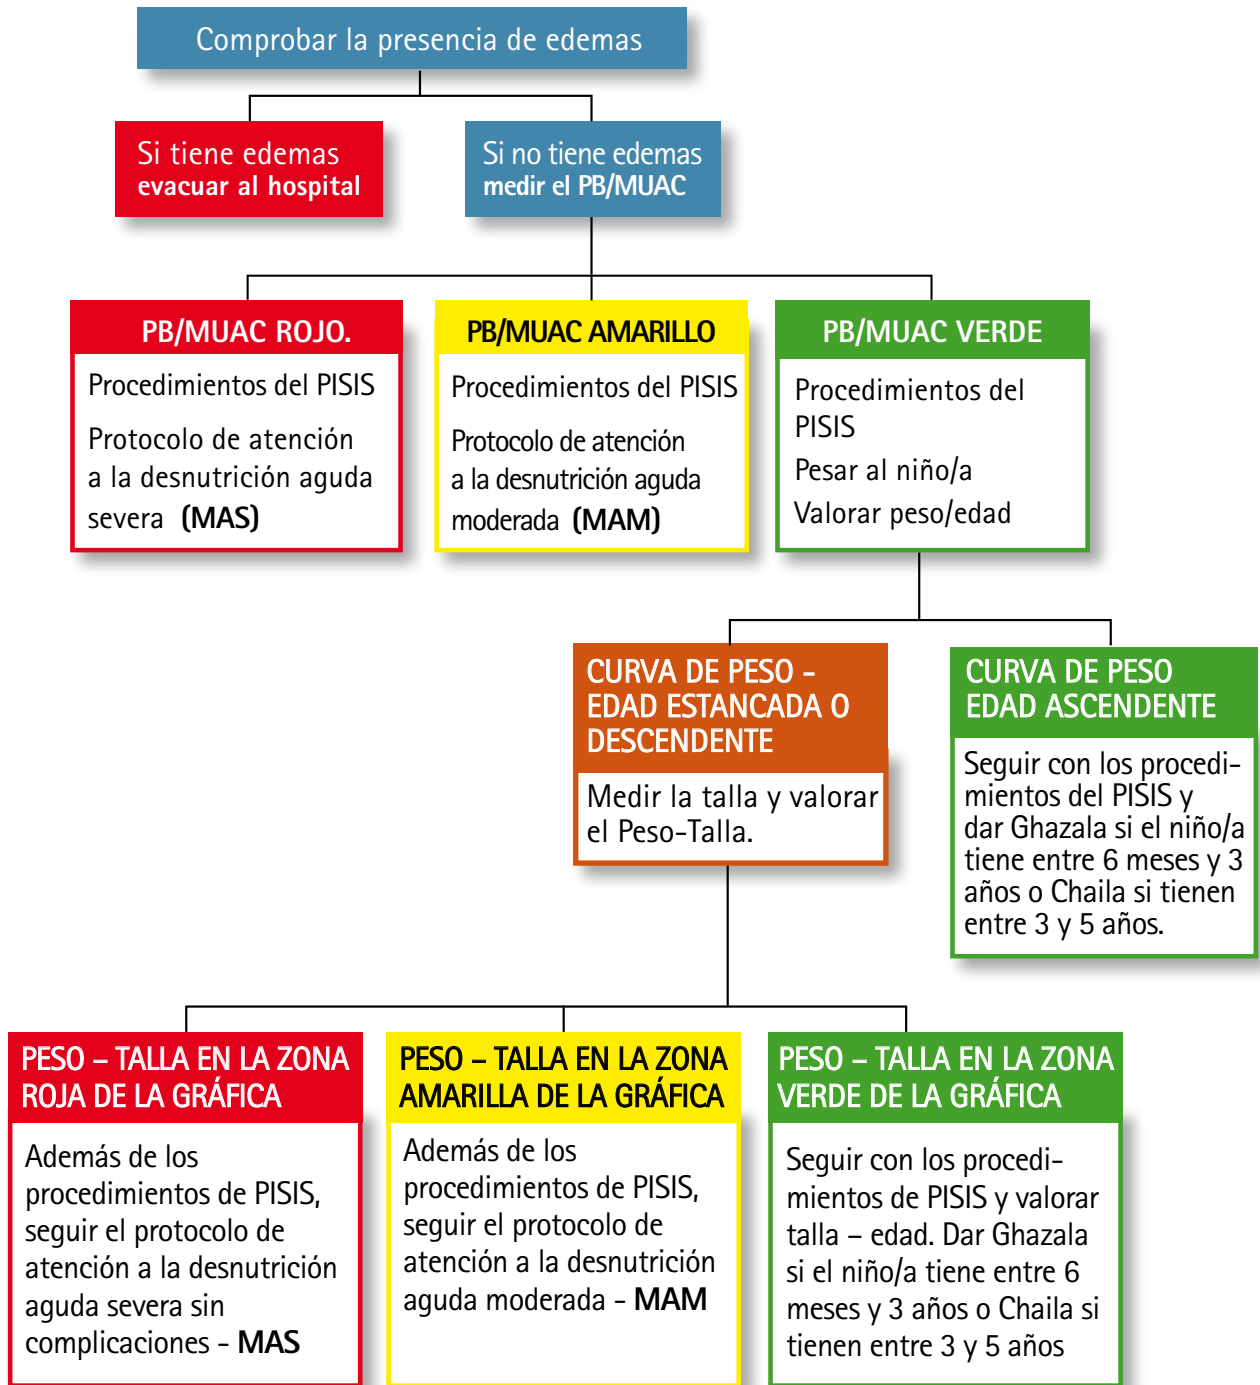 Comprobar la presencia de edemas
Si tiene edemas
evacuar al hospital
Si no tiene edemas
medir el PB/MUAC
PB/MUAC ROJO.
Procedimientos del PISIS
Protocolo de atención
a la desnutrición aguda
severa (MAS)
PB/MUAC AMARILLO
Procedimientos del PISIS
Protocolo de atención
a la desnutrición aguda
moderada (MAM)
PB/MUAC VERDE
Procedimientos del
PISIS
Pesar al niño/a
Valorar peso/edad
CURVA DE PESO -
EDAD ESTANCADA O
DESCENDENTE
Medir la talla y valorar
el Peso-Talla.
CURVA DE PESO
EDAD ASCENDENTE
Seguir con los procedi-
mientos del PISIS y
dar Ghazala si el niño/a
tiene entre 6 meses y 3
años o Chaila si tienen
entre 3 y 5 años.
PESO – TALLA EN LA ZONA
ROJA DE LA GRÁFICA
Además de los
procedimientos de PISIS,
seguir el protocolo de
atención a la desnutrición
aguda severa sin
complicaciones - MAS
PESO – TALLA EN LA ZONA
AMARILLA DE LA GRÁFICA
Además de los
procedimientos de PISIS,
seguir el protocolo de
atención a la desnutrición
aguda moderada - MAM
PESO – TALLA EN LA ZONA
VERDE DE LA GRÁFICA
Seguir con los procedi-
mientos de PISIS y valorar
talla – edad. Dar Ghazala
si el niño/a tiene entre 6
meses y 3 años o Chaila si
tienen entre 3 y 5 años